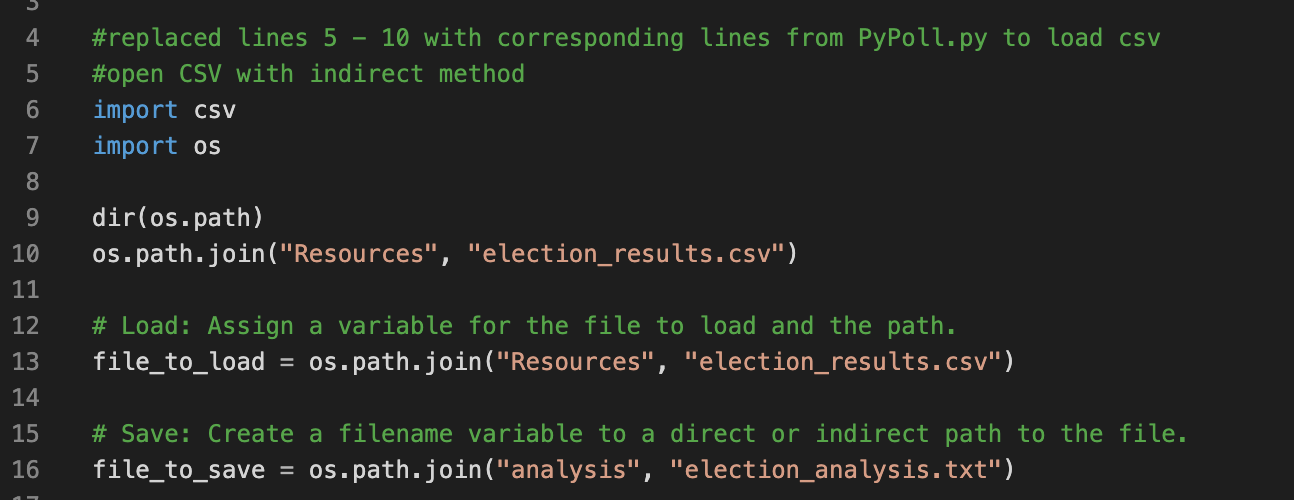 3
4 #replaced lines 5 - 10 with corresponding lines from PyPoll.py to load csv
5 #open CSV with indirect method
6 import csv
7 import os
8
9 dir(os.path)
10 os.path.join("Resources", "election_results.csv")
11
12 # Load: Assign a variable for the file to load and the path.
13 file_to_load = os.path.join("Resources", "election_results.csv")
14
15 # Save: Create a filename variable to a direct or indirect path to the file.
16 file_to_save = os.path.join("analysis", "election_analysis.txt")
17